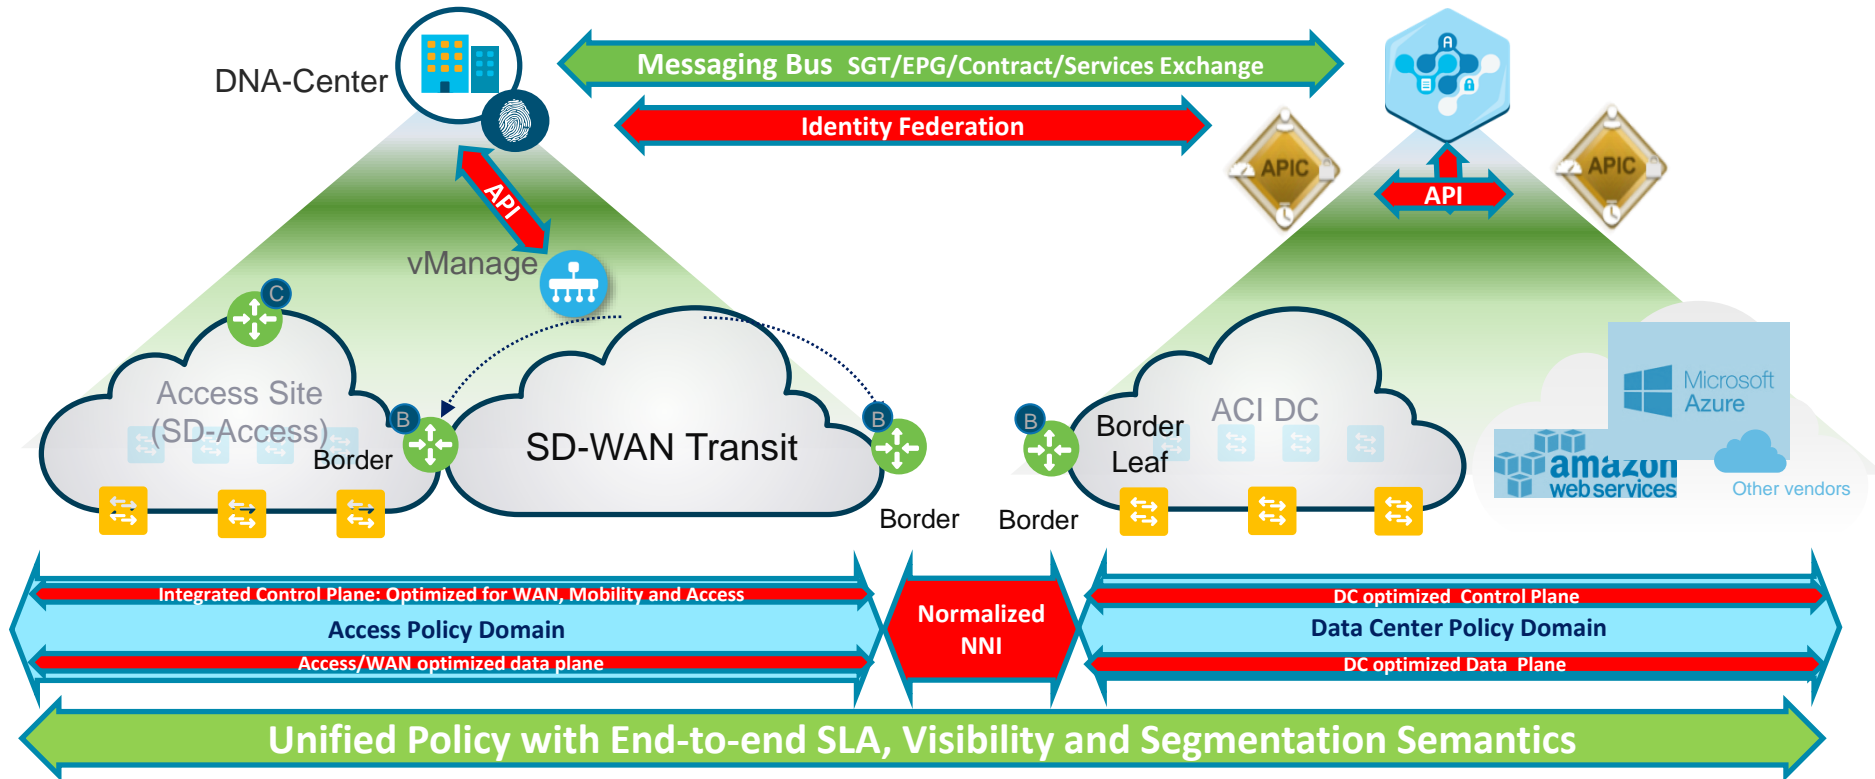 DNA-Center
Messaging Bus SGT/EPG/Contract/Services Exchange
Identity Federation
A
APIC
APIC
API
API
vManage
C
Access Site
(SD-Access)
B
Border
SD-WAN Transit
B
Border
B
Border
Border
Leaf
ACI DC
Microsoft
Azure
amazon
webservices
Other vendors
Integrated Control Plane: Optimized for WAN, Mobility and Access
Access Policy Domain
Access/WAN optimized data plane
Normalized
NNI
DC optimized Control Plane
Data Center Policy Domain
DC optimized Data Plane
Unified Policy with End-to-end SLA, Visibility and Segmentation Semantics